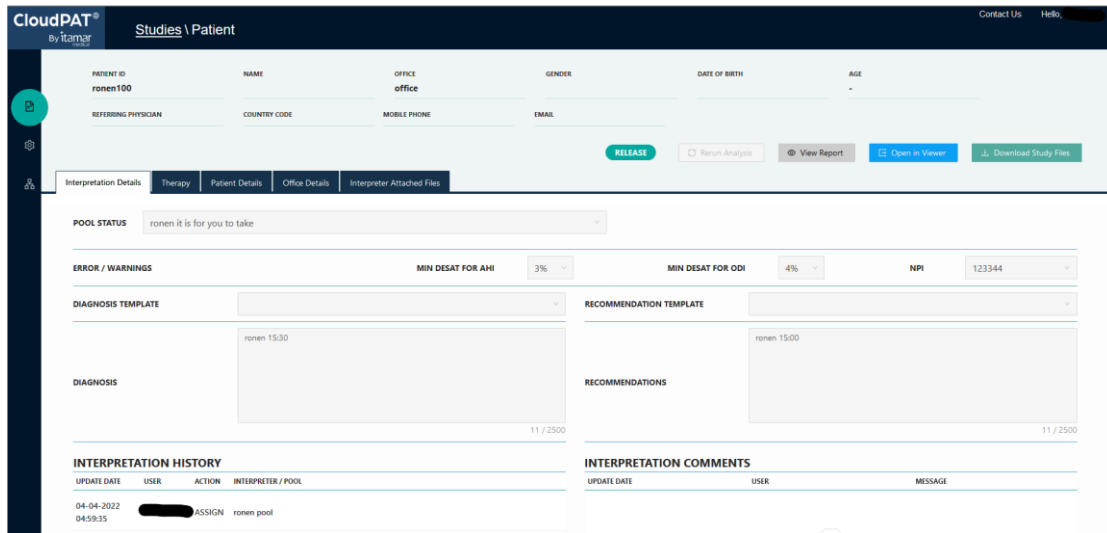 CloudPAT®
By itamar
medical
Studies \ Patient
Contact Us Hello,
PATIENT ID NAME OFFICE GENDER DATE OF BIRTH AGE
ronen100 office -
REFERRING PHYSICIAN COUNTRY CODE MOBILE PHONE EMAIL
RELEASE Rerun Analysis View Report Open in Viewer Download Study Files
Interpretation Details Therapy Patient Details Office Details Interpreter Attached Files
POOL STATUS ronen it is for you to take
ERROR / WARNINGS MIN DESAT FOR AHI 3% MIN DESAT FOR ODI 4% NPI 123344
DIAGNOSIS TEMPLATE RECOMMENDATION TEMPLATE
ronen 15:30 ronen 15:00
DIAGNOSIS RECOMMENDATIONS
11 / 2500 11 / 2500
INTERPRETATION HISTORY INTERPRETATION COMMENTS
UPDATE DATE USER ACTION INTERPRETER / POOL UPDATE DATE USER MESSAGE
04-04-2022
04:59:35 ASSIGN ronen pool